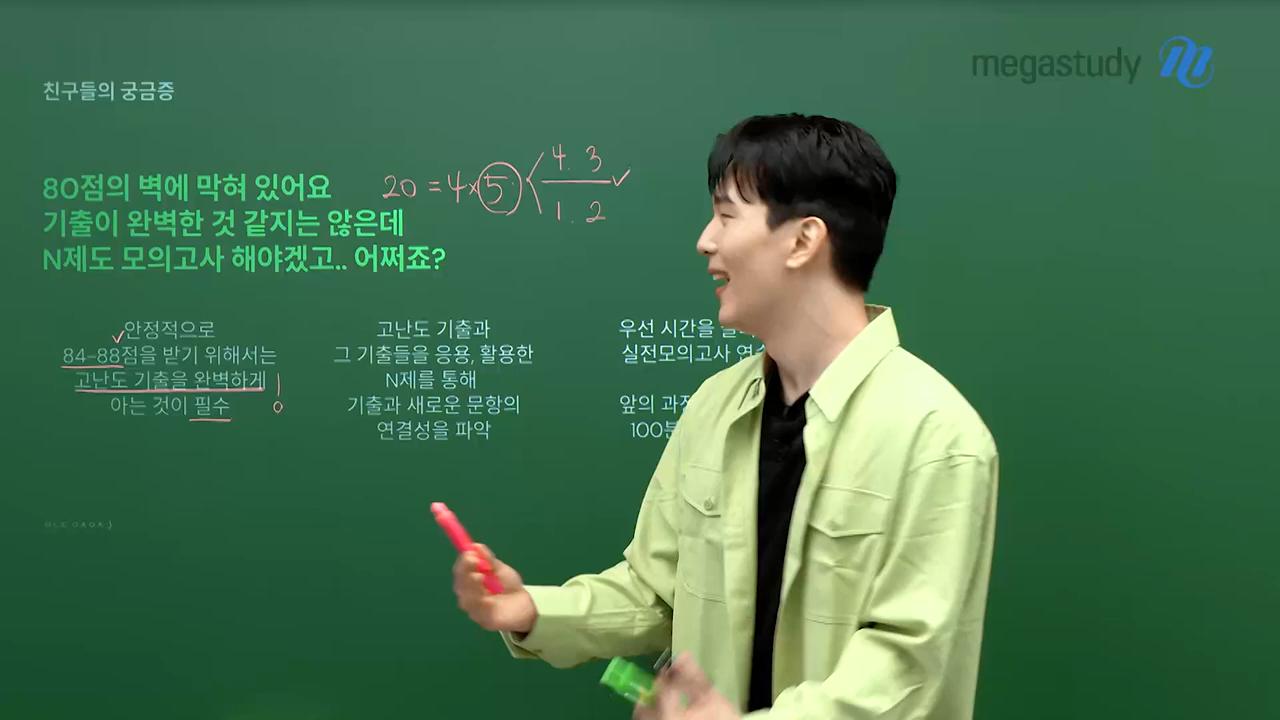 megastudy
친구들의 궁금증
80점의 벽에 막혀 있어요
기출이 완벽한 것 같지는 않은데
N제도 모의고사 해야겠고.. 어쩌죠?
20 = 4 × 5
4. 3
1. 2
안정적으로
84-88점을 받기 위해서는
고난도 기출을 완벽하게
아는 것이 필수
고난도 기출과
그 기출들을 응용, 활용한
N제를 통해
기출과 새로운 문항의
연결성을 파악
우선 시간을
실전모의고사
앞의